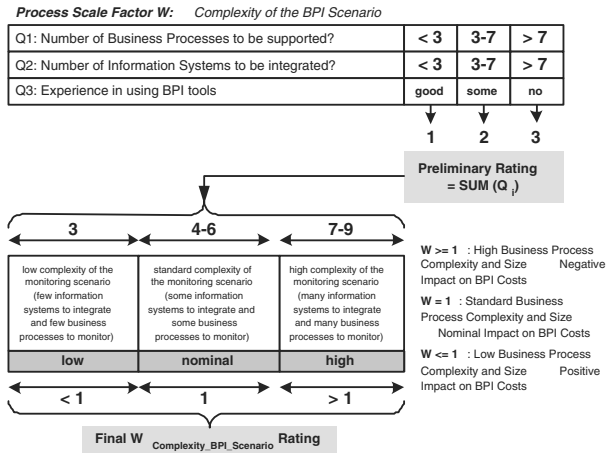 Process Scale Factor W: Complexity of the BPI Scenario
Q1: Number of Business Processes to be supported? < 3 3-7 > 7
Q2: Number of Information Systems to be integrated? < 3 3-7 > 7
Q3: Experience in using BPI tools good some no
1 2 3
Preliminary Rating
= SUM (Q i)
3 4-6 7-9
low complexity of the
monitoring scenario
(few information
systems to integrate
and few business
processes to monitor)
standard complexity of
the monitoring scenario
(some information
systems to integrate and
some business
processes to monitor)
high complexity of the
monitoring scenario
(many information
systems to integrate
and many business
processes to monitor)
low nominal high
< 1 1 > 1
Final W Complexity_BPI_Scenario Rating
W >= 1 : High Business Process
Complexity and Size Negative
Impact on BPI Costs
W = 1 : Standard Business
Process Complexity and Size
Nominal Impact on BPI Costs
W <= 1 : Low Business Process
Complexity and Size Positive
Impact on BPI Costs